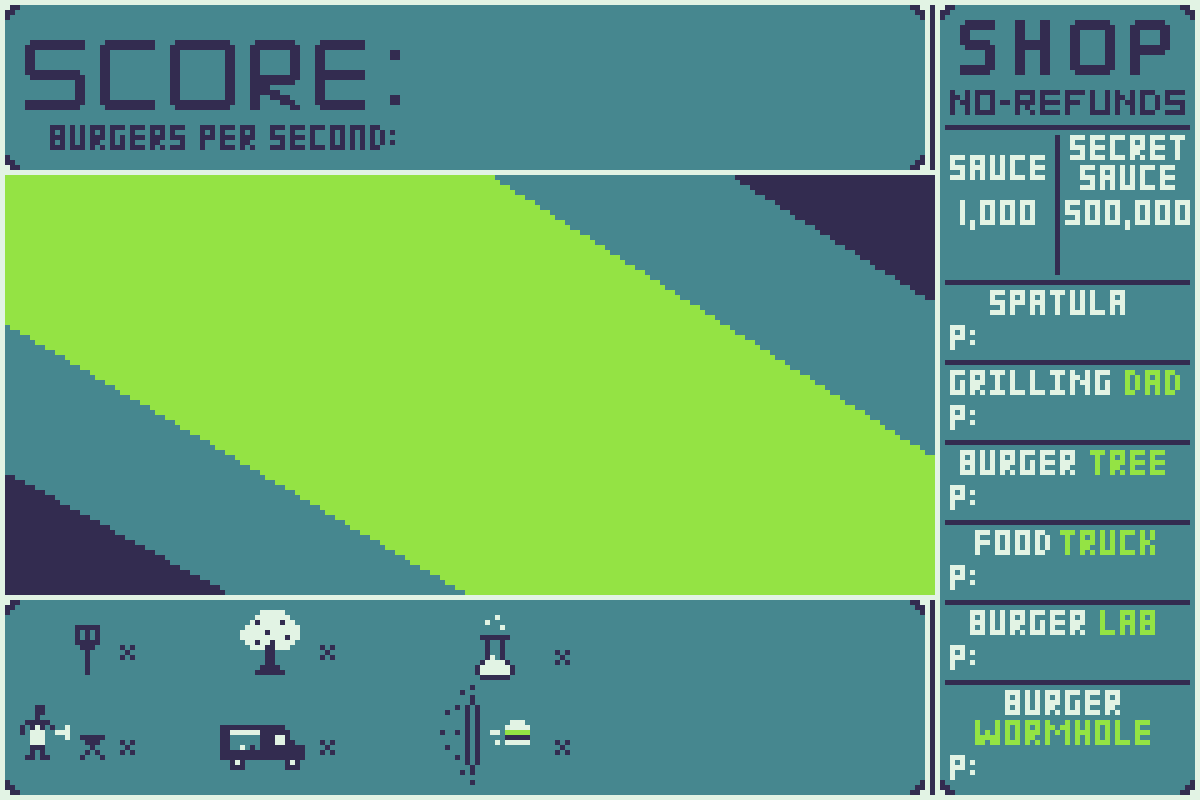 SCORE:
BURGERS PER SECOND:
SHOP
NO-REFUNDS
SAUCE
1,000
SECRET
SAUCE
500,000
SPATULA
P:
GRILLING DAD
P:
BURGER TREE
P:
FOOD TRUCK
P:
BURGER LAB
P:
BURGER
WORMHOLE
P:
x x x
x x x